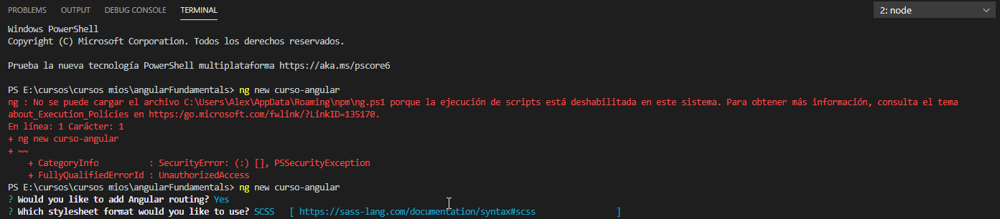 PROBLEMS OUTPUT DEBUG CONSOLE TERMINAL 2: node
Windows PowerShell
Copyright (C) Microsoft Corporation. Todos los derechos reservados.
Prueba la nueva tecnología PowerShell multiplataforma https://aka.ms/pscore6
PS E:\cursos\cursos mios\angularFundamentals> ng new curso-angular
ng : No se puede cargar el archivo C:\Users\Alex\AppData\Roaming\npm\ng.ps1 porque la ejecución de scripts está deshabilitada en este sistema. Para obtener más información, consulta el tema
about_Execution_Policies en https:/go.microsoft.com/fwlink/?LinkID=135170.
En línea: 1 Carácter: 1
+ ng new curso-angular
+ ~~
    + CategoryInfo          : SecurityError: (:) [], PSSecurityException
    + FullyQualifiedErrorId : UnauthorizedAccess
PS E:\cursos\cursos mios\angularFundamentals> ng new curso-angular
? Would you like to add Angular routing? Yes
? Which stylesheet format would you like to use? SCSS   [ https://sass-lang.com/documentation/syntax#scss                ]